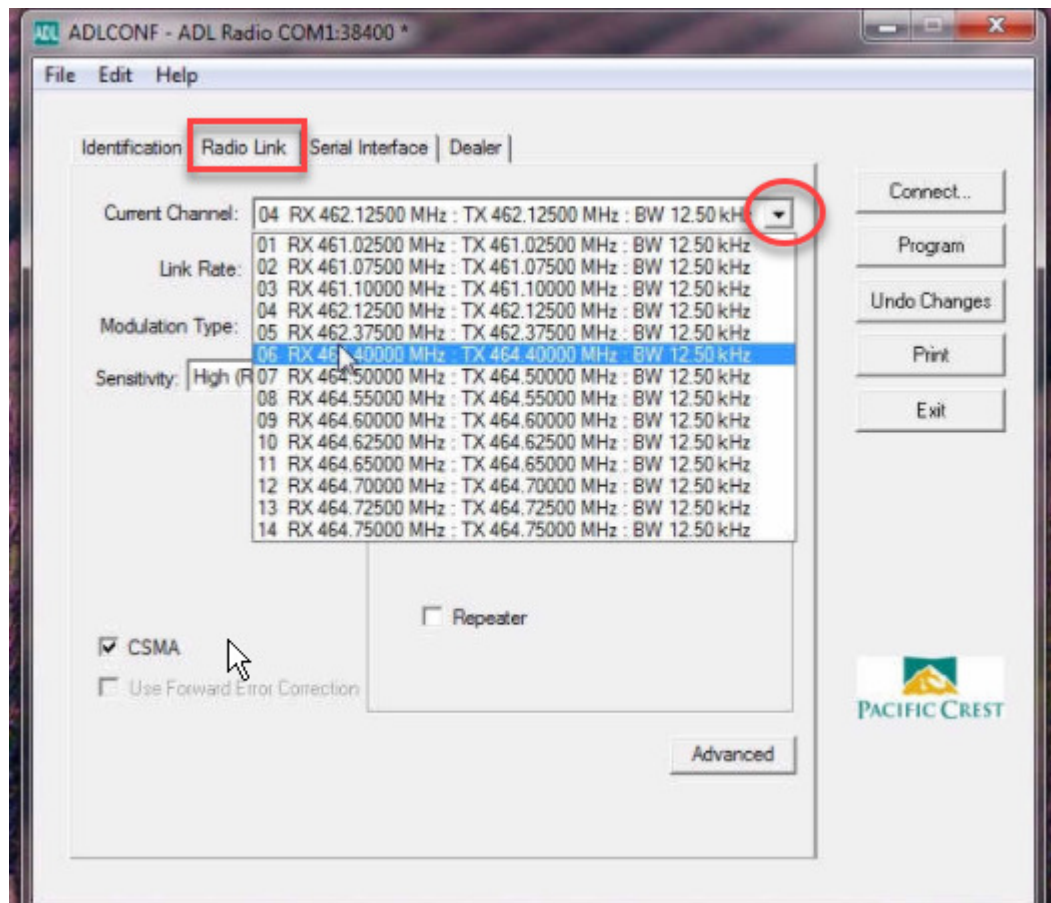 ADL ADLCONF - ADL Radio COM1:38400 *
File Edit Help
Identification Radio Link Serial Interface Dealer
Current Channel: 04 RX 462.12500 MHz : TX 462.12500 MHz : BW 12.50 kHz
01 RX 461.02500 MHz : TX 461.02500 MHz : BW 12.50 kHz
Link Rate: 02 RX 461.07500 MHz : TX 461.07500 MHz : BW 12.50 kHz
03 RX 461.10000 MHz : TX 461.10000 MHz : BW 12.50 kHz
04 RX 462.12500 MHz : TX 462.12500 MHz : BW 12.50 kHz
Modulation Type: 05 RX 462.37500 MHz : TX 462.37500 MHz : BW 12.50 kHz
06 RX 464.40000 MHz : TX 464.40000 MHz : BW 12.50 kHz
Sensitivity: High (R 07 RX 464.50000 MHz : TX 464.50000 MHz : BW 12.50 kHz
08 RX 464.55000 MHz : TX 464.55000 MHz : BW 12.50 kHz
09 RX 464.60000 MHz : TX 464.60000 MHz : BW 12.50 kHz
10 RX 464.62500 MHz : TX 464.62500 MHz : BW 12.50 kHz
11 RX 464.65000 MHz : TX 464.65000 MHz : BW 12.50 kHz
12 RX 464.70000 MHz : TX 464.70000 MHz : BW 12.50 kHz
13 RX 464.72500 MHz : TX 464.72500 MHz : BW 12.50 kHz
14 RX 464.75000 MHz : TX 464.75000 MHz : BW 12.50 kHz
Repeater
CSMA
Use Forward Error Correction
Advanced
Connect...
Program
Undo Changes
Print
Exit
PACIFIC CREST